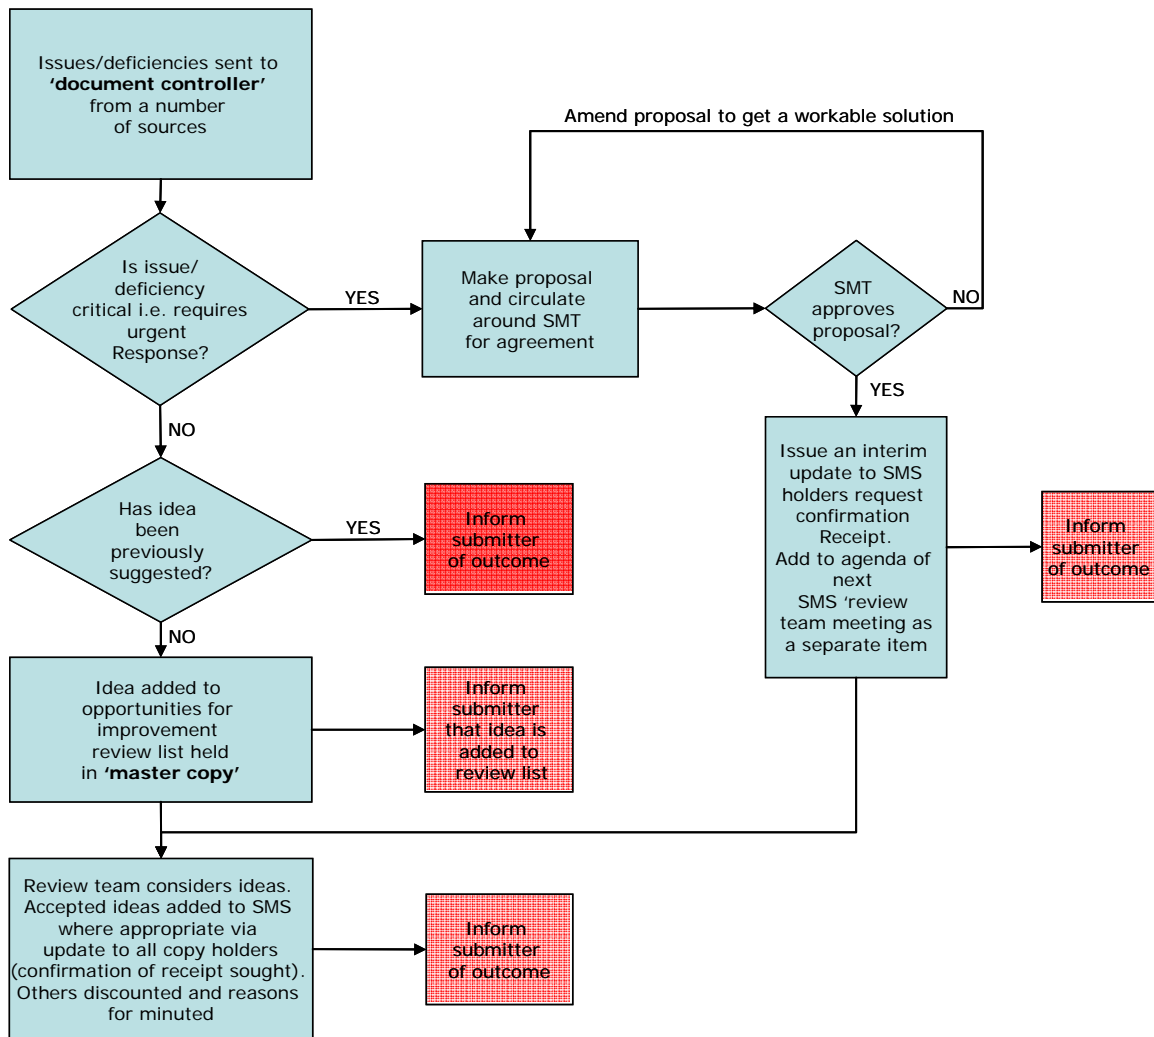 Issues/deficiencies sent to
‘document controller’
from a number
of sources
Amend proposal to get a workable solution
Is issue/
deficiency
critical i.e. requires
urgent
Response?
YES
Make proposal
and circulate
around SMT
for agreement
SMT
approves
proposal?
NO
YES
NO
Issue an interim
update to SMS
holders request
confirmation
Receipt.
Add to agenda of
next
SMS ‘review
team meeting as
a separate item
Inform
submitter
of outcome
Has idea
been
previously
suggested?
YES
Inform
submitter
of outcome
NO
Idea added to
opportunities for
improvement
review list held
in ‘master copy’
Inform
submitter
that idea is
added to
review list
Review team considers ideas.
Accepted ideas added to SMS
where appropriate via
update to all copy holders
(confirmation of receipt sought).
Others discounted and reasons
for minuted
Inform
submitter
of outcome